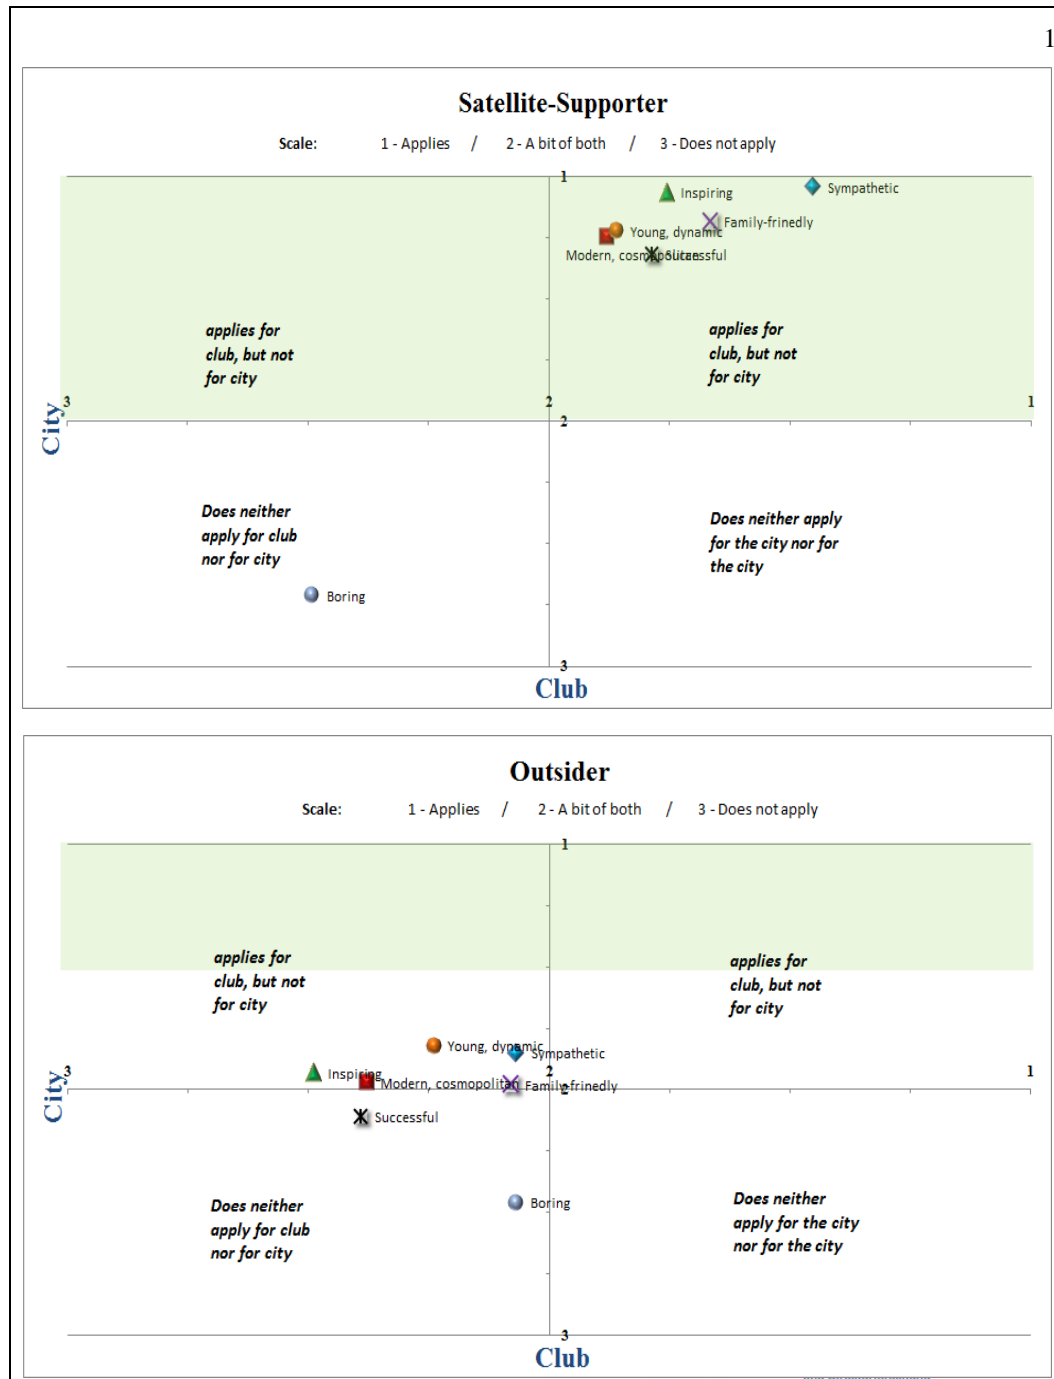 1
Satellite-Supporter
Scale: 1 - Applies / 2 - A bit of both / 3 - Does not apply
1
Inspiring
Sympathetic
Family-frinedly
Young, dynamic
Modern, cosmopolitan
Successful
applies for
club, but not
for city
applies for
club, but not
for city
3
2
1
City
2
Does neither
apply for club
nor for city
Does neither apply
for the city nor for
the city
Boring
3
Club
Outsider
Scale: 1 - Applies / 2 - A bit of both / 3 - Does not apply
1
applies for
club, but not
for city
applies for
club, but not
for city
Young, dynamic
Sympathetic
3
2
1
Inspiring
Modern, cosmopolitan
Family-frinedly
2
City
Successful
Does neither
apply for club
nor for city
Boring
Does neither
apply for the city
nor for the city
3
Club